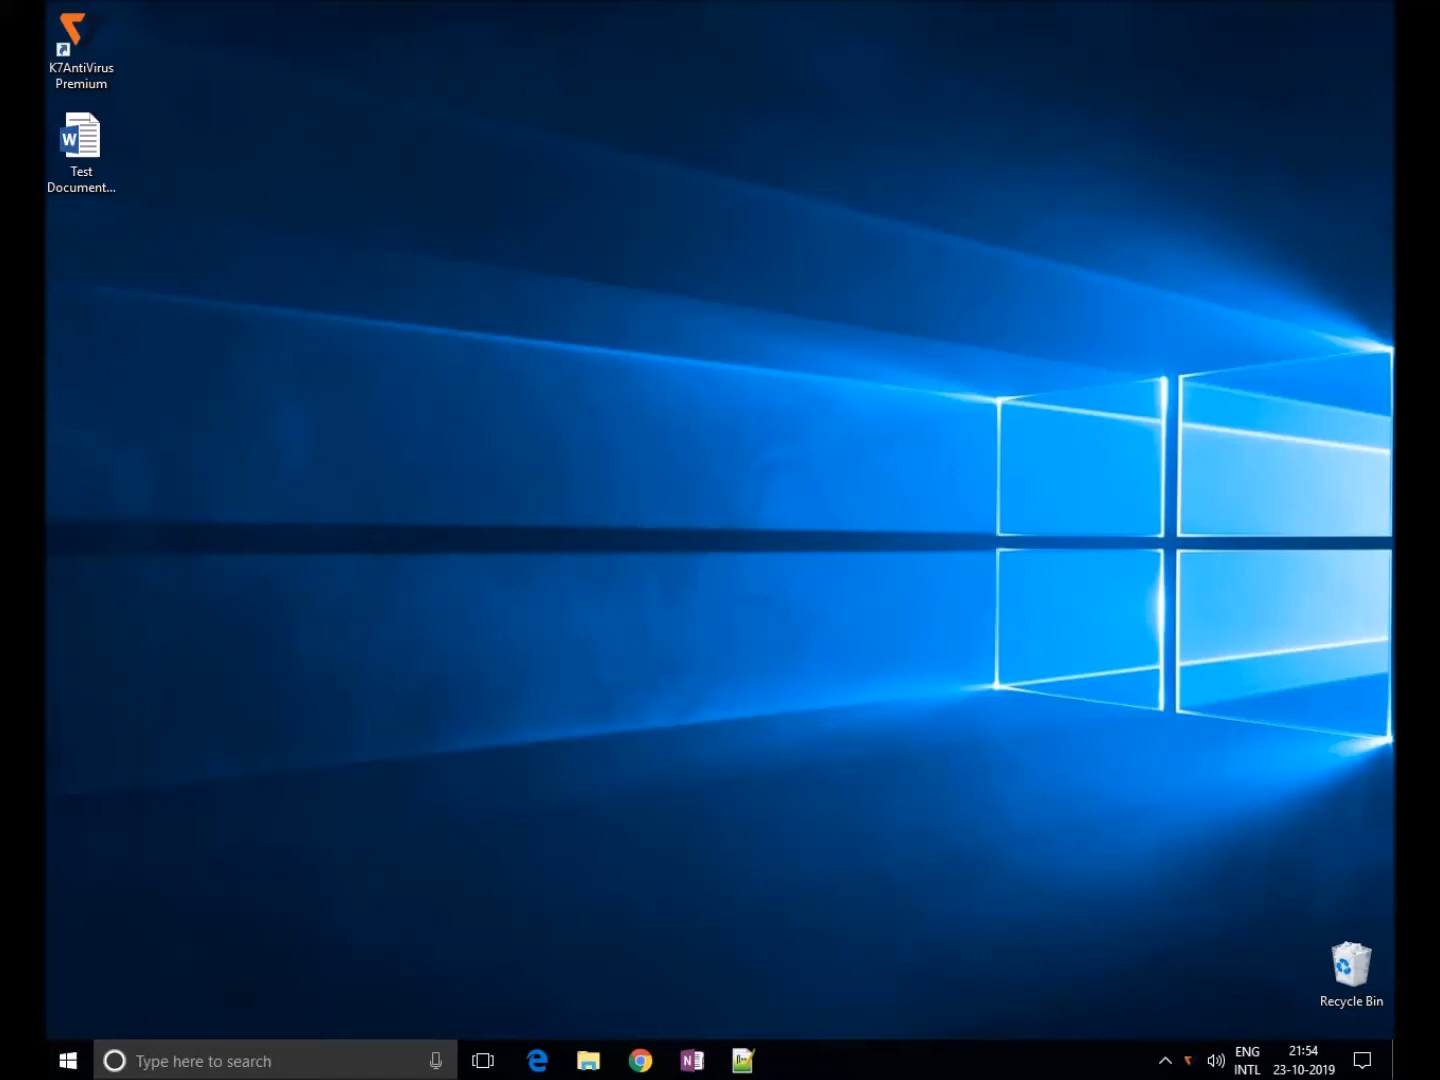 K7AntiVirus
Premium
Test
Document...
Recycle Bin
Type here to search
ENG
INTL
21:54
23-10-2019